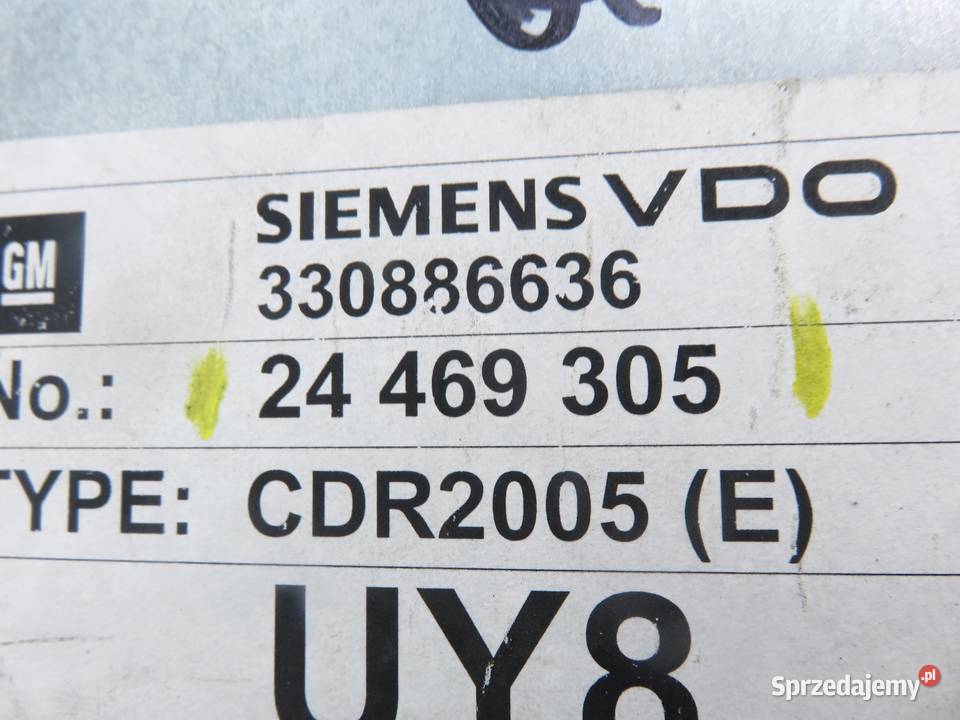 SIEMENS VDO
GM
330886636
No.: 24 469 305
TYPE: CDR2005 (E)
UY8
Sprzedajemy.pl